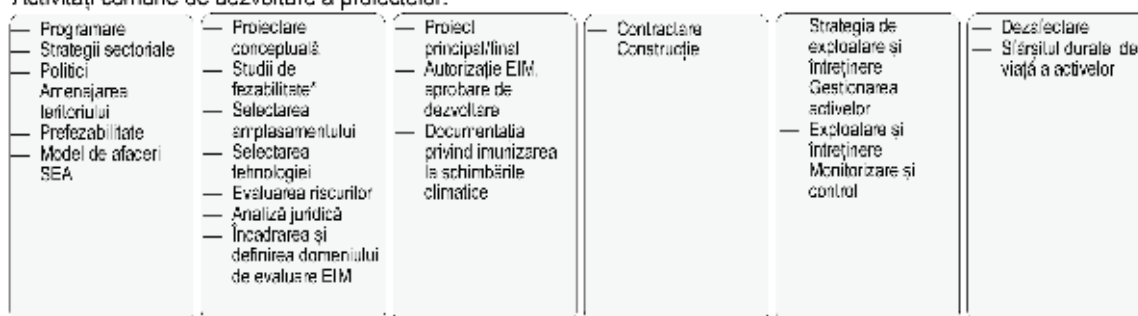 Activități comune de dezvoltare a proiectelor:
— Programare
— Strategii sectoriale
— Politici
Amenajarea
teritoriului
— Prefezabilitate
— Model de afaceri
SEA
— Proiectare
conceptuală
— Studii de
fezabilitate*
— Selectarea
amplasamentului
— Selectarea
tehnologiei
— Evaluarea riscurilor
— Analiză juridică
— Încadrarea și
definirea domeniului
de evaluare EIM
— Proiect
principal/final
— Autorizație EIM,
aprobare de
dezvoltare
— Documentația
privind imunizarea
la schimbările
climatice
— Contractare
Construcție
Strategia de
exploatare și
întreținere
Gestionarea
activelor
— Exploatare și
întreținere
Monitorizare și
control
— Dezafectare
— Sfârșitul duratei de
viață a activelor